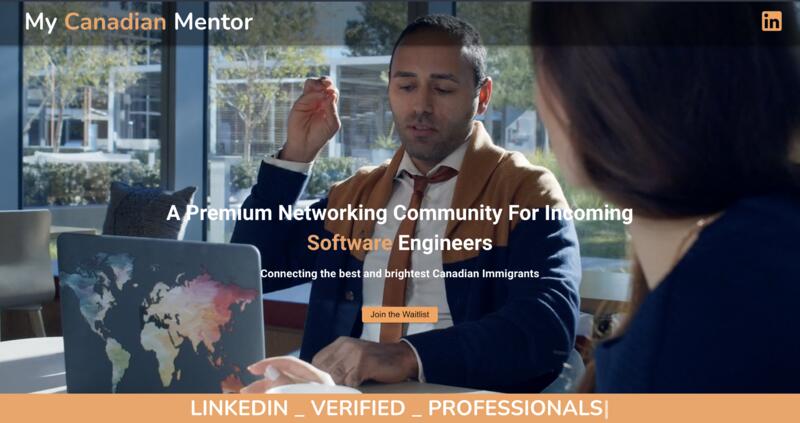 My Canadian Mentor
in
A Premium Networking Community For Incoming
Software Engineers
Connecting the best and brightest Canadian Immigrants
Join the Waitlist
LINKEDIN _ VERIFIED _ PROFESSIONALS|